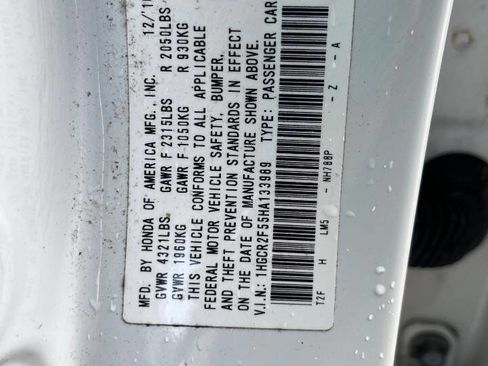 MFD. BY HONDA OF AMERICA MFG., INC. 12/16
GVWR 4321LBS GAWR F 2315LBS R 2050LBS
GVWR 1960KG GAWR F 1050KG R 930KG
THIS VEHICLE CONFORMS TO ALL APPLICABLE
FEDERAL MOTOR VEHICLE SAFETY, BUMPER,
AND THEFT PREVENTION STANDARDS IN EFFECT
ON THE DATE OF MANUFACTURE SHOWN ABOVE.
V.I.N.: 1HGCR2F55HA133989 TYPE: PASSENGER CAR
T2F H LM5 NH788P - Z - A